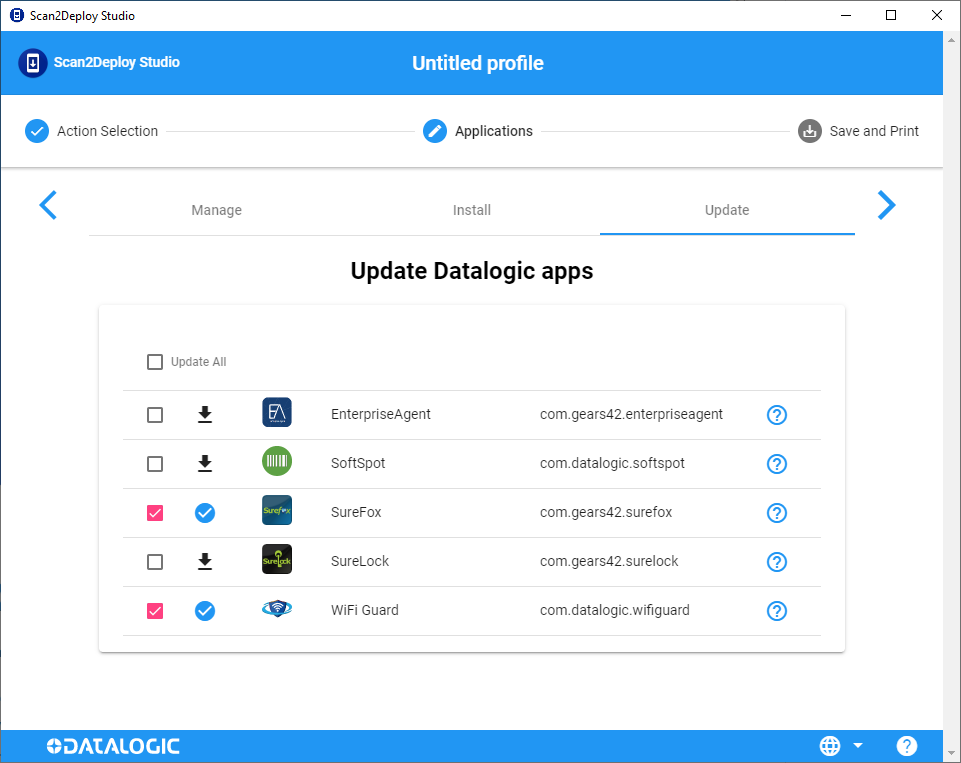 Scan2Deploy Studio
Scan2Deploy Studio
Untitled profile
Action Selection
Applications
Save and Print
Manage
Install
Update
Update Datalogic apps
Update All
EnterpriseAgent com.gears42.enterpriseagent
SoftSpot com.datalogic.softspot
SureFox SureFox com.gears42.surefox
SureLock SureLock com.gears42.surelock
WiFi Guard com.datalogic.wifiguard
DATALOGIC